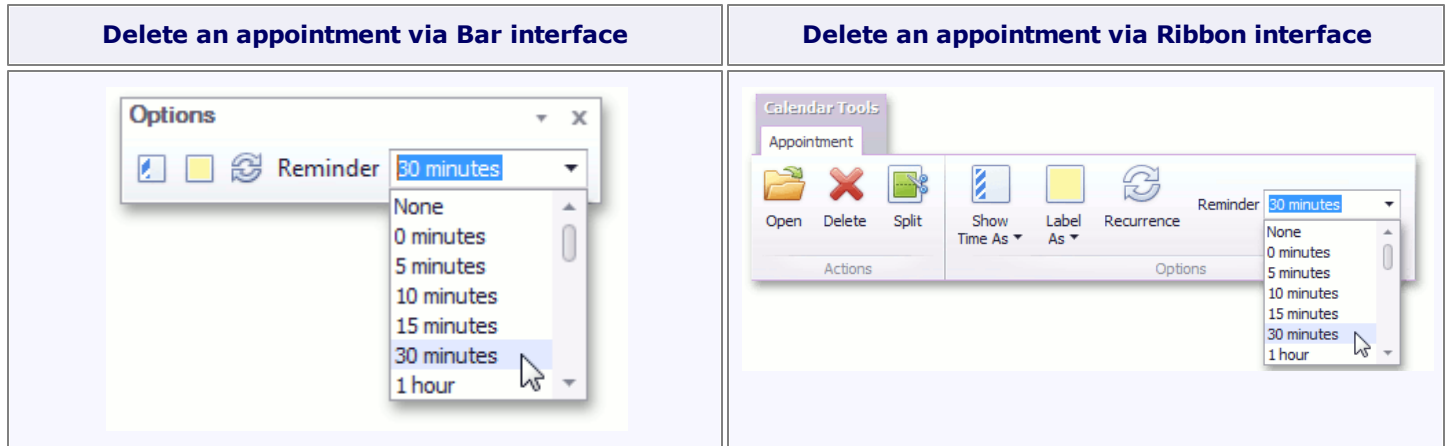 Delete an appointment via Bar interface
Delete an appointment via Ribbon interface
Options
Reminder 30 minutes
None
0 minutes
5 minutes
10 minutes
15 minutes
30 minutes
1 hour
Calendar Tools
Appointment
Open Delete Split Show Time As Label As Recurrence Reminder 30 minutes
Actions Options
None
0 minutes
5 minutes
10 minutes
15 minutes
30 minutes
1 hour